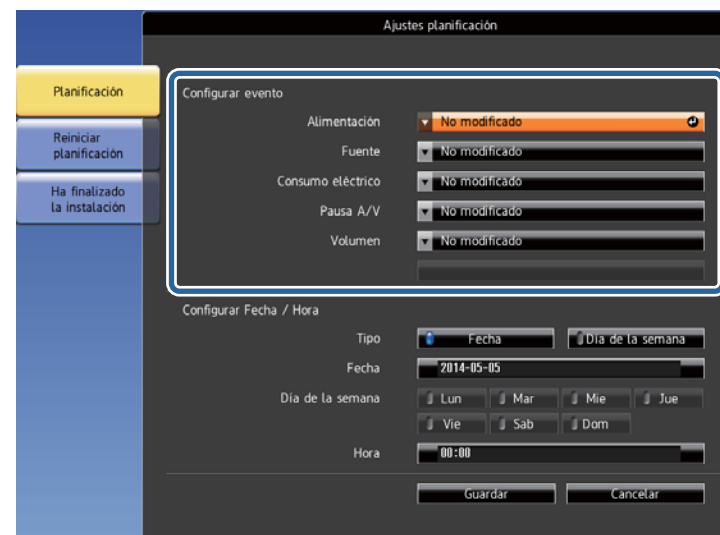 Ajustes planificación
Planificación
Reiniciar
planificación
Ha finalizado
la instalación
Configurar evento
Alimentación No modificado
Fuente No modificado
Consumo eléctrico No modificado
Pausa A/V No modificado
Volumen No modificado
Configurar Fecha / Hora
Tipo Fecha Día de la semana
Fecha 2014-05-05
Día de la semana Lun Mar Mie Jue
Vie Sab Dom
Hora 00:00
Guardar Cancelar